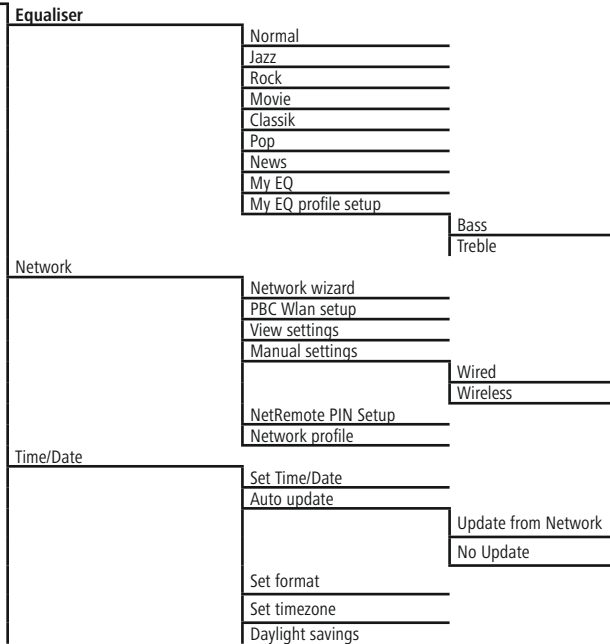 Equaliser
Normal
Jazz
Rock
Movie
Classik
Pop
News
My EQ
My EQ profile setup
Bass
Treble
Network
Network wizard
PBC Wlan setup
View settings
Manual settings
Wired
Wireless
NetRemote PIN Setup
Network profile
Time/Date
Set Time/Date
Auto update
Update from Network
No Update
Set format
Set timezone
Daylight savings